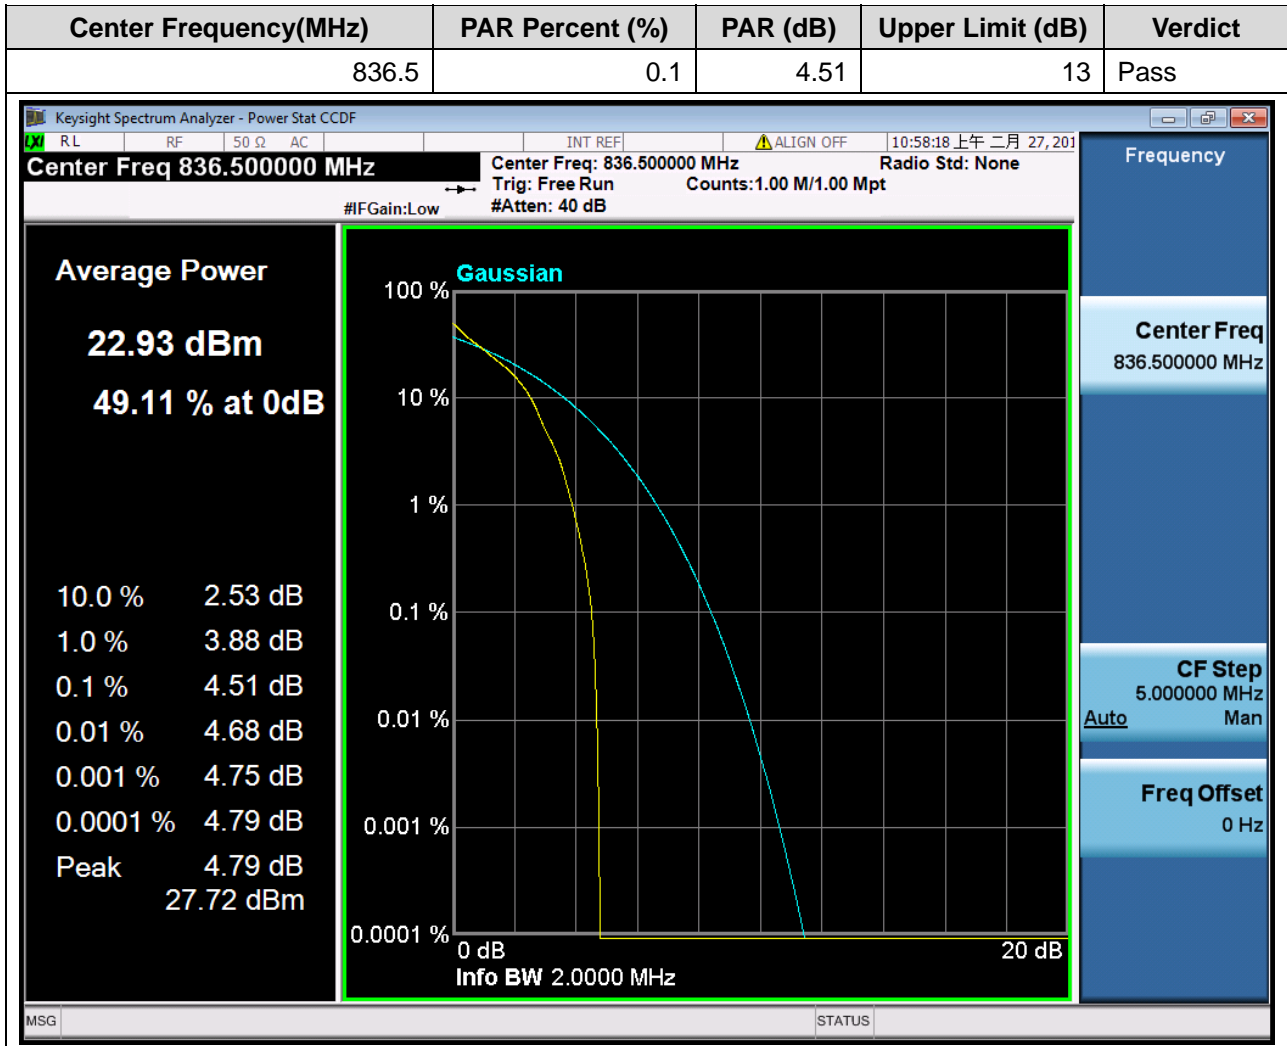 Center Frequency(MHz) PAR Percent (%) PAR (dB) Upper Limit (dB) Verdict
836.5 0.1 4.51 13 Pass
Keysight Spectrum Analyzer - Power Stat CCDF
LXI RL RF 50 Ω AC INT REF ALIGN OFF 10:58:18 上午 二月 27, 201
Center Freq 836.500000 MHz
Center Freq: 836.500000 MHz Radio Std: None
Trig: Free Run Counts:1.00 M/1.00 Mpt
#IFGain:Low #Atten: 40 dB
Average Power
22.93 dBm
49.11 % at 0dB
10.0 % 2.53 dB
1.0 % 3.88 dB
0.1 % 4.51 dB
0.01 % 4.68 dB
0.001 % 4.75 dB
0.0001 % 4.79 dB
Peak 4.79 dB
27.72 dBm
Gaussian
100 %
10 %
1 %
0.1 %
0.01 %
0.001 %
0.0001 %
0 dB 20 dB
Info BW 2.0000 MHz
Frequency
Center Freq
836.500000 MHz
CF Step
5.000000 MHz
Auto Man
Freq Offset
0 Hz
MSG STATUS